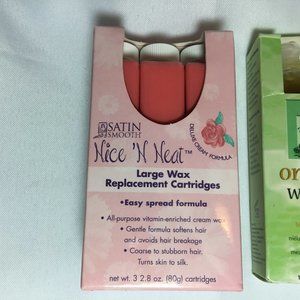 SATIN
SMOOTH
Nice 'N Neat™
DELUXE CREAM FORMULA
Large Wax
Replacement Cartridges
•Easy spread formula
• All-purpose vitamin-enriched cream wax
• Gentle formula softens hair
and avoids hair breakage
• Coarse to stubborn hair.
Turns skin to silk.
net wt. 3 2.8 oz. (80g) cartridges
or
w